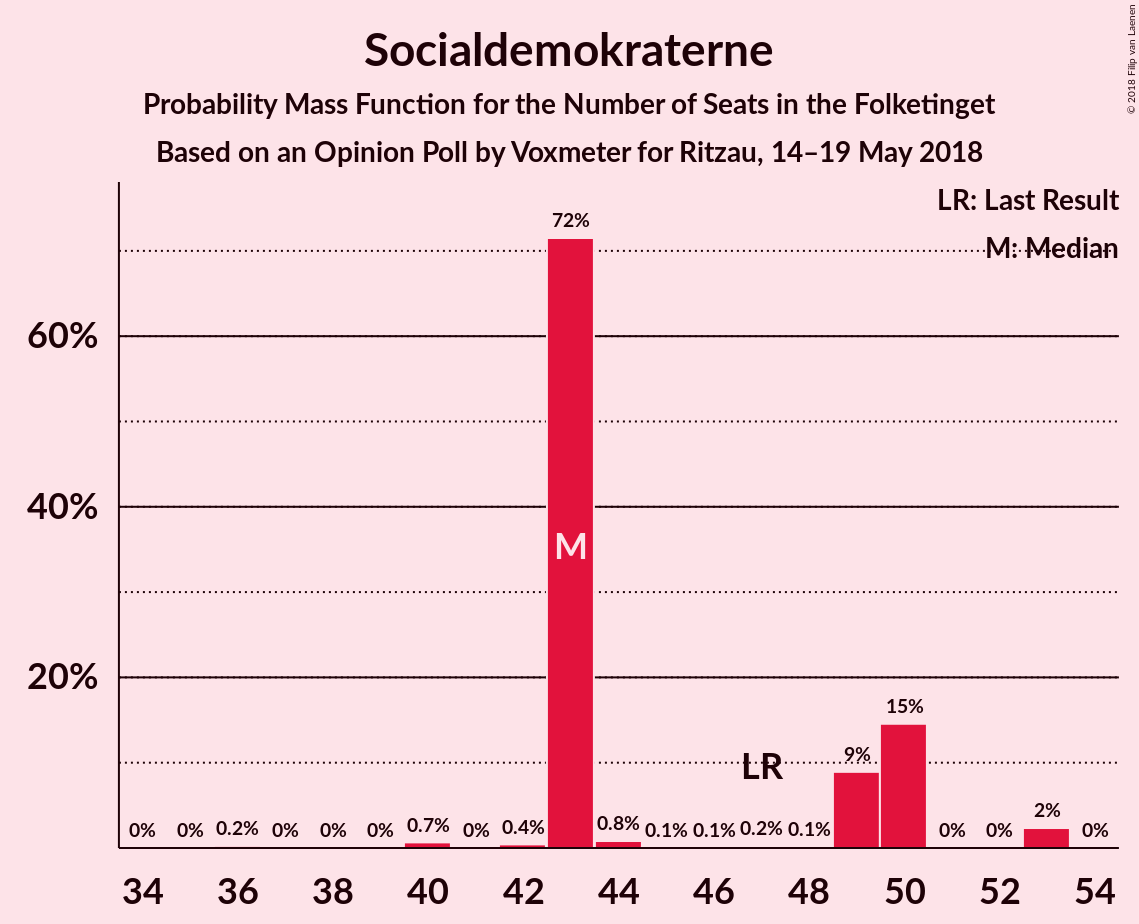 Socialdemokraterne
Probability Mass Function for the Number of Seats in the Folketinget
Based on an Opinion Poll by Voxmeter for Ritzau, 14–19 May 2018
© 2018 Filip van Laenen
LR: Last Result
M: Median
60%
40%
20%
0%
0%
0.2%
0%
0%
0%
0.7%
0%
0.4%
72%
M
0.8%
0.1%
0.1%
0.2%
LR
0.1%
9%
15%
0%
0%
2%
0%
34 36 38 40 42 44 46 48 50 52 54